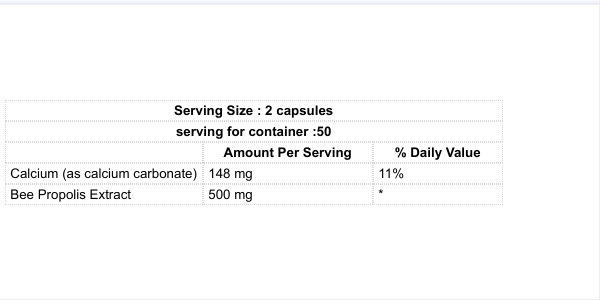 Serving Size : 2 capsules
serving for container :50
Amount Per Serving % Daily Value
Calcium (as calcium carbonate) 148 mg 11%
Bee Propolis Extract 500 mg *